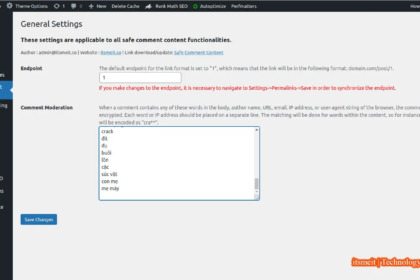 Theme Options
New
Delete Cache
Rank Math SEO
Autoptimize
Perfmatters
General Settings
These settings are applicable to all safe comment content functionalities.
Author: admin@itsmeit.co | Website : itsmeit.co | Link download/update: Safe Comment Content
Endpoint
The default endpoint for the link format is set to "1", which means that the link will be in the following format: domain.com/post/1.
1
If you make changes to the endpoint, it is necessary to navigate to Settings->Permalinks->Save in order to synchronize the endpoint.
Comment Moderation
When a comment contains any of these words in the body, author name, URL, email IP address, or user-agent string of the browser, the comm
encrypted. Each word or IP address should be placed on a separate line. The matching will be done for words within the content, so for instance
will be encoded as "cra**".
crack
địt
đụ
buồi
lồn
cặc
súc vật
con mẹ
mẹ mày
Save Changes
itsmeit | Technology